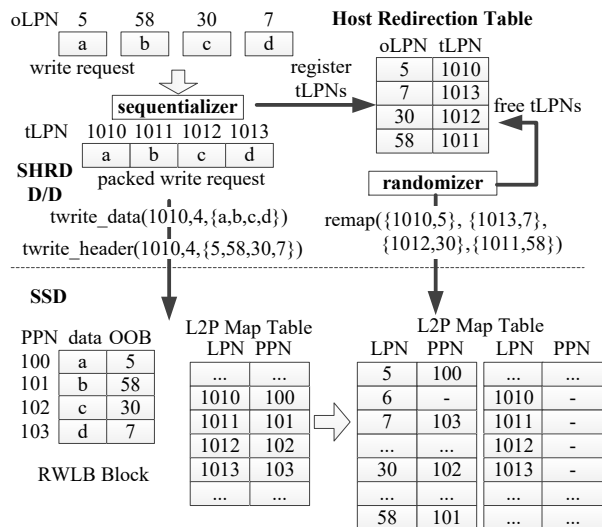 oLPN 5 58 30 7
a b c d
write request
sequentializer
tLPN 1010 1011 1012 1013
a b c d
packed write request
SHRD
D/D
twrite_data(1010,4,{a,b,c,d})
twrite_header(1010,4,{5,58,30,7})
register
tLPNs
Host Redirection Table
oLPN tLPN
5 1010
7 1013
30 1012
58 1011
free tLPNs
randomizer
remap({1010,5}, {1013,7},
{1012,30}, {1011,58})
SSD
PPN data OOB
100 a 5
101 b 58
102 c 30
103 d 7
RWLB Block
L2P Map Table
LPN PPN
... ...
1010 100
1011 101
1012 102
1013 103
... ...
L2P Map Table
LPN PPN LPN PPN
5 100 ... ...
6 - 1010 -
7 103 1011 -
... ... 1012 -
30 102 1013 -
... ... ... ...
58 101 ... ...